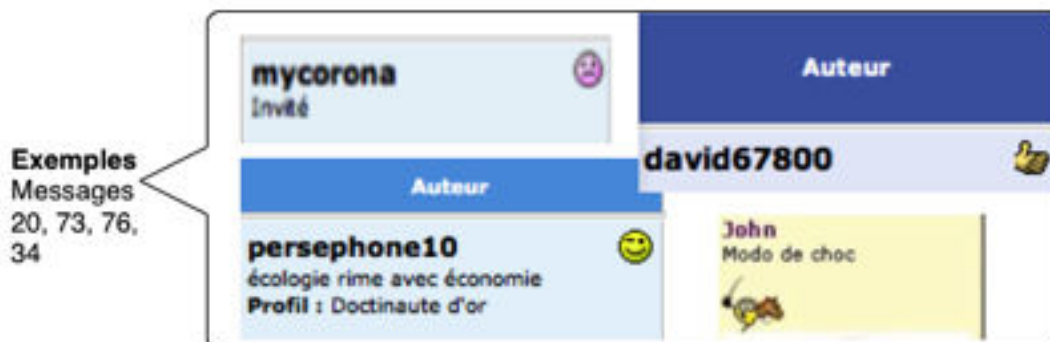 Exemples
Messages
20, 73, 76,
34
mycorona
Invité
Auteur
persephone10
écologie rime avec économie
Profil : Doctinaute d'or
Auteur
david67800
John
Modo de choc